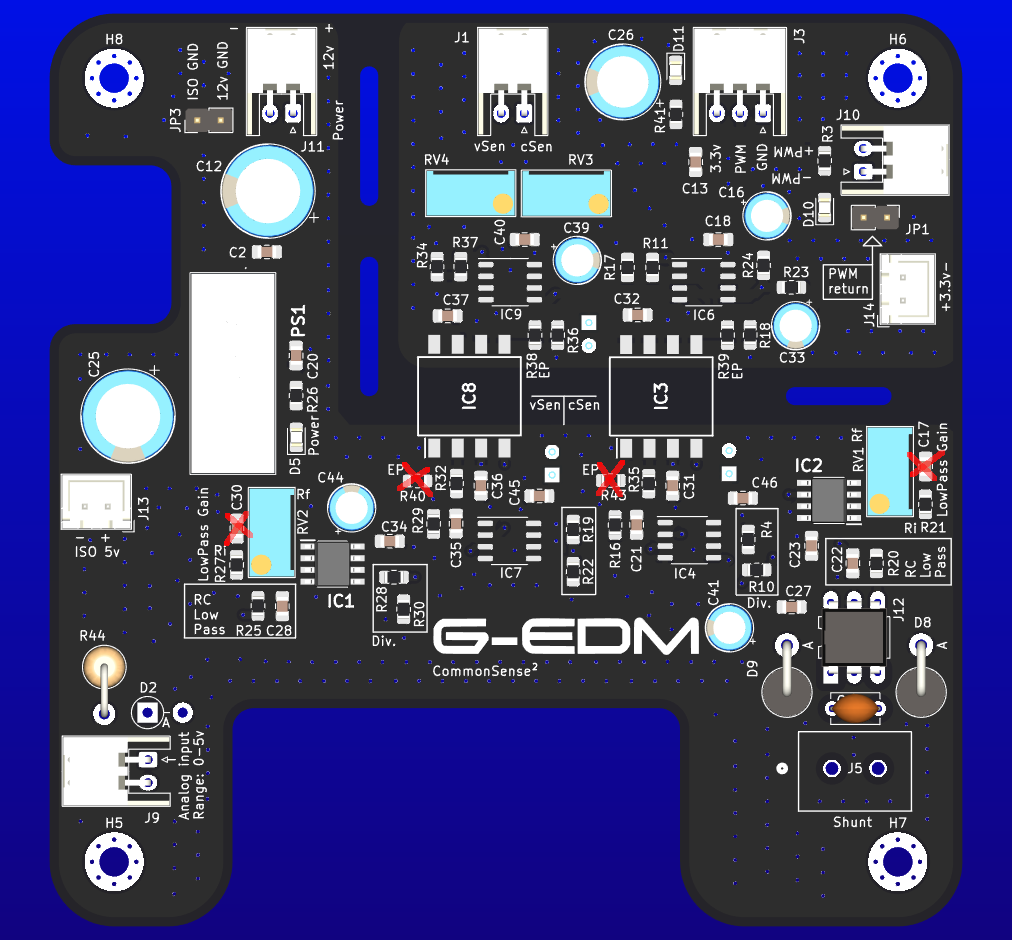 H8
ISO GND
12v GND
JP3
-
+
12v
Power
J11
J1
vSen
cSen
C26
D11
R41
+
J3
3.3v
PWM
GND
C13
H6
J10
R3
PWM+
PWM-
D10
JP1
PWM
return
J14
+3.3v-
C12
+
C2
RV4
RV3
C40
C39
C18
C16
R34
R37
R17
R11
R24
R23
IC9
IC6
C37
C32
R38
EP
R36
R39
EP
R18
C33
PS1
C20
R26
Power
D5
C25
+
IC8
IC3
vSen
cSen
J13
- +
ISO 5v
LowPass Gain
C30
Ri
R27
Rf
RV2
C44
IC1
RC
Low
Pass
R25
C28
EP
R40
R32
C36
C45
R29
C35
C34
IC7
R28
R30
Div.
R19
R22
EP
R43
R35
C31
C46
R16
C21
IC4
R4
R10
Div.
IC2
RV1 Rf
C17
LowPass Gain
Ri
R21
C23
C22
R20
RC
Low
Pass
C27
C41
J12
G-EDM
CommonSense²
D9
A
D8
A
J5
Shunt
R44
D2
A
Analog input
Range: 0-5v
J9
H5
H7